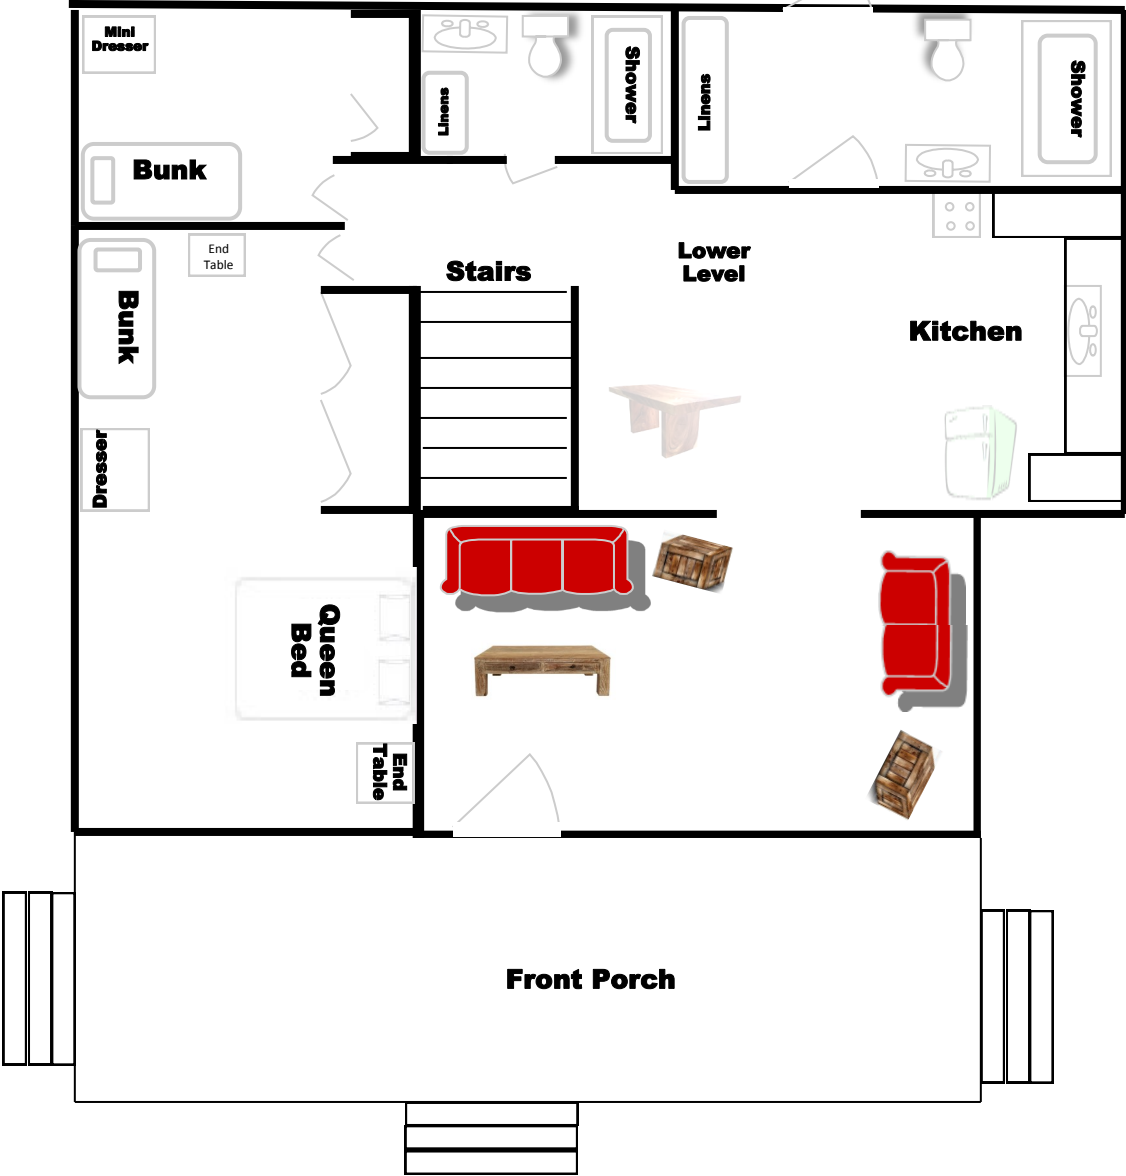 Mini
Dresser
Linens
Shower
Linens
Shower
Bunk
End
Table
Stairs
Lower
Level
Kitchen
Bunk
Dresser
Queen
Bed
End
Table
Front Porch